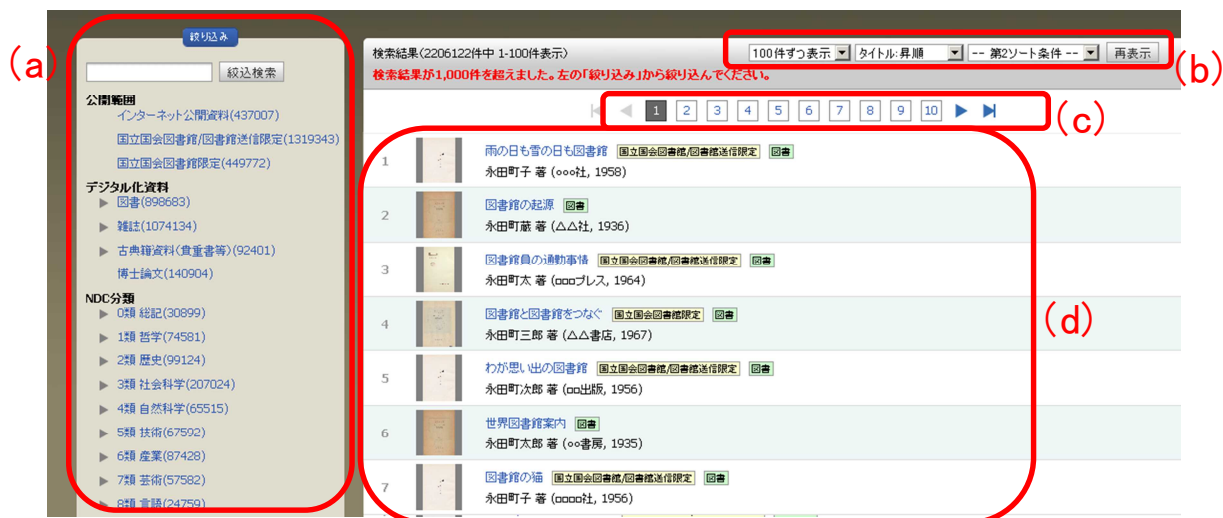 (a)
絞り込み
絞込検索
公開範囲
インターネット公開資料(437007)
国立国会図書館/図書館送信限定(1319343)
国立国会図書館限定(449772)
デジタル化資料
▶ 図書(898683)
▶ 雑誌(1074134)
▶ 古典籍資料(貴重書等)(92401)
博士論文(140904)
NDC分類
▶ 0類 総記(30899)
▶ 1類 哲学(74581)
▶ 2類 歴史(99124)
▶ 3類 社会科学(207024)
▶ 4類 自然科学(65515)
▶ 5類 技術(67592)
▶ 6類 産業(87428)
▶ 7類 芸術(57582)
▶ 8類 言語(24759)
検索結果(2206122件中 1-100件表示)
100件ずつ表示 タイトル:昇順 -- 第2ソート条件 -- 再表示
(b)
検索結果が1,000件を超えました。左の「絞り込み」から絞り込んでください。
1 2 3 4 5 6 7 8 9 10
(c)
1 雨の日も雪の日も図書館 国立国会図書館/図書館送信限定 図書
永田町子 著 (○○○社, 1958)
2 図書館の起源 図書
永田町蔵 著 (△△社, 1936)
3 図書館員の通勤事情 国立国会図書館/図書館送信限定 図書
永田町太 著 (□□□プレス, 1964)
4 図書館と図書館をつなぐ 国立国会図書館限定 図書
永田町三郎 著 (△△書店, 1967)
(d)
5 わが思い出の図書館 国立国会図書館/図書館送信限定 図書
永田町次郎 著 (□□出版, 1956)
6 世界図書館案内 図書
永田町太郎 著 (○○書房, 1935)
7 図書館の猫 国立国会図書館/図書館送信限定 図書
永田町子 著 (□□□□社, 1956)